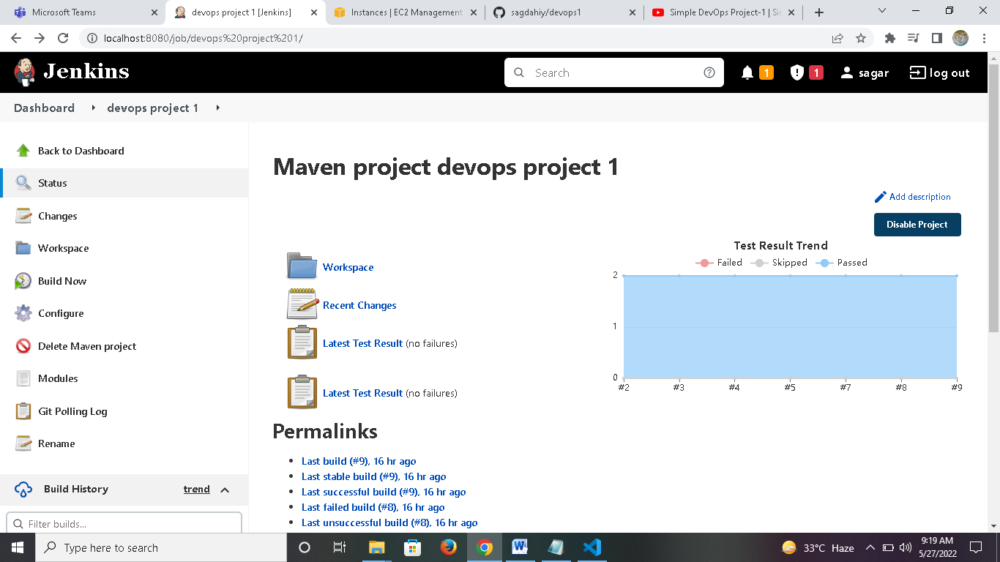 Microsoft Teams
devops project 1 [Jenkins]
Instances | EC2 Management
sagdahiy/devops1
Simple DevOps Project-1 | Sim
localhost:8080/job/devops%20project%201/
Jenkins
Search
1
1
sagar
log out
Dashboard
devops project 1
Back to Dashboard
Status
Changes
Workspace
Build Now
Configure
Delete Maven project
Modules
Git Polling Log
Rename
Build History
trend
Filter builds...
Maven project devops project 1
Add description
Disable Project
Workspace
Recent Changes
Latest Test Result (no failures)
Latest Test Result (no failures)
Test Result Trend
Failed Skipped Passed
2
1
0
#2 #3 #4 #5 #7 #8 #9
Permalinks
Last build (#9), 16 hr ago
Last stable build (#9), 16 hr ago
Last successful build (#9), 16 hr ago
Last failed build (#8), 16 hr ago
Last unsuccessful build (#8), 16 hr ago
Type here to search
33°C Haze
9:19 AM
5/27/2022